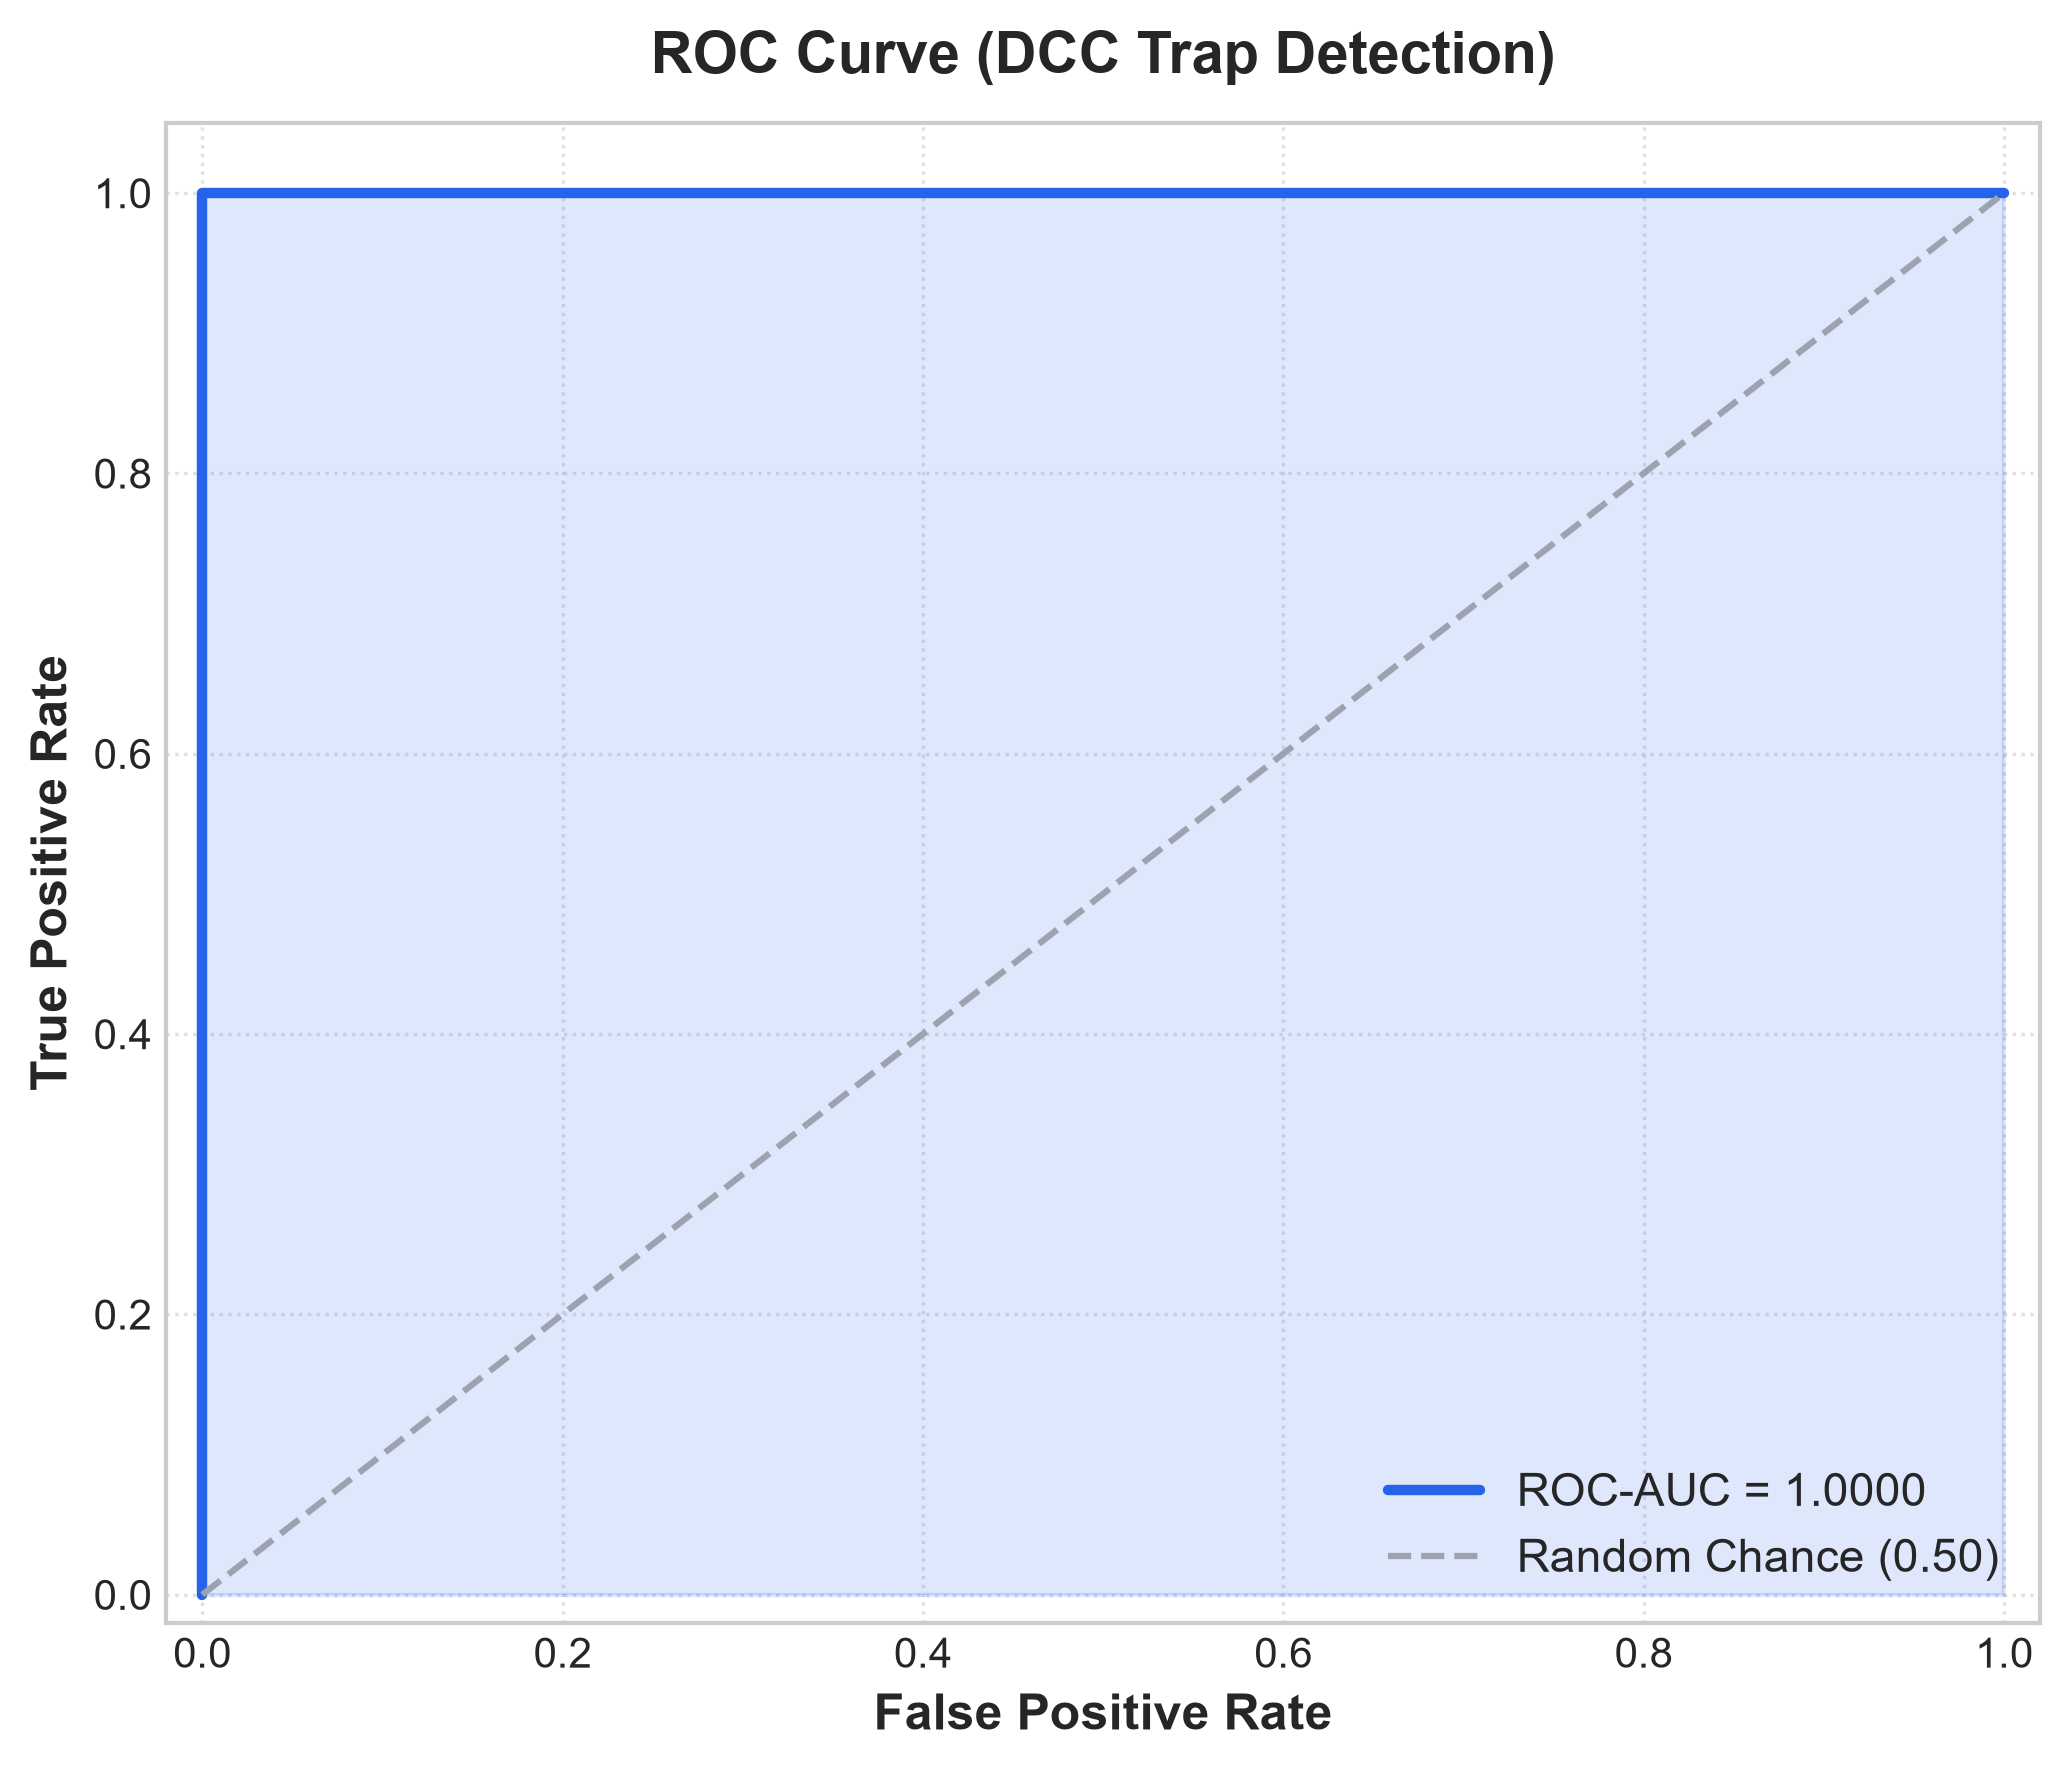 ROC Curve (DCC Trap Detection)
True Positive Rate
1.0
0.8
0.6
0.4
0.2
0.0
ROC-AUC = 1.0000
Random Chance (0.50)
0.0 0.2 0.4 0.6 0.8 1.0
False Positive Rate